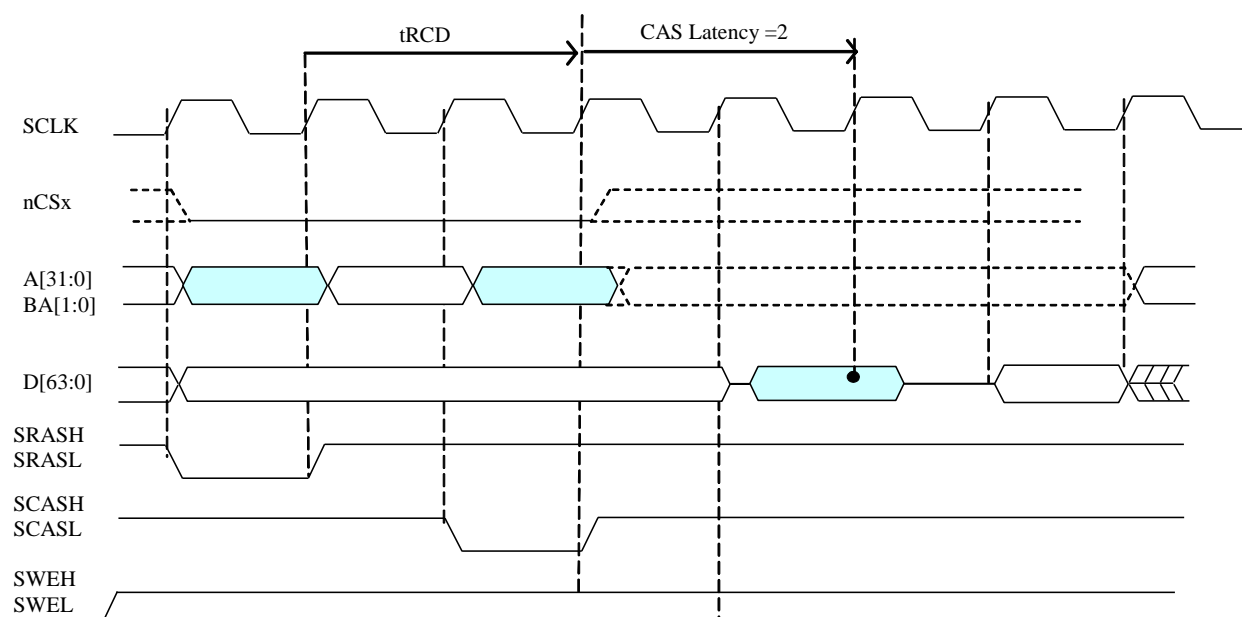 tRCD
CAS Latency =2
SCLK
nCSx
A[31:0]
BA[1:0]
D[63:0]
SRASH
SRASL
SCASH
SCASL
SWEH
SWEL